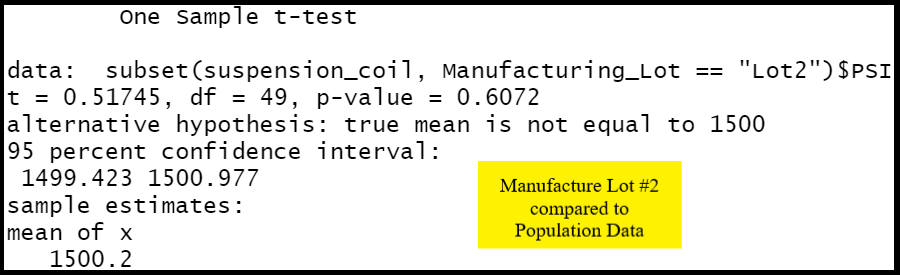 One Sample t-test
data:  subset(suspension_coil, Manufacturing_Lot == "Lot2")$PSI
t = 0.51745, df = 49, p-value = 0.6072
alternative hypothesis: true mean is not equal to 1500
95 percent confidence interval:
1499.423 1500.977
sample estimates:
mean of x
1500.2
Manufacture Lot #2
compared to
Population Data